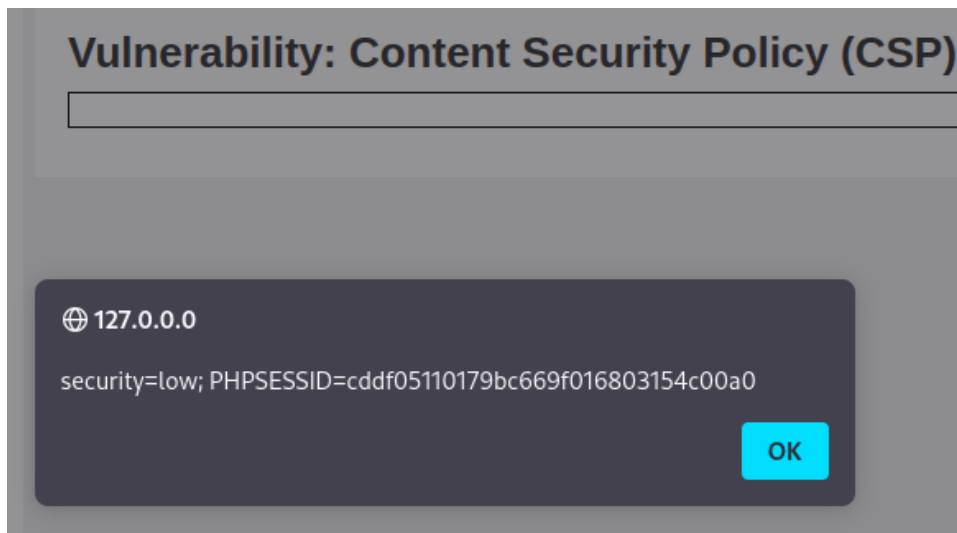 Vulnerability: Content Security Policy (CSP)
127.0.0.0
security=low; PHPSESSID=cddf05110179bc669f016803154c00a0
OK